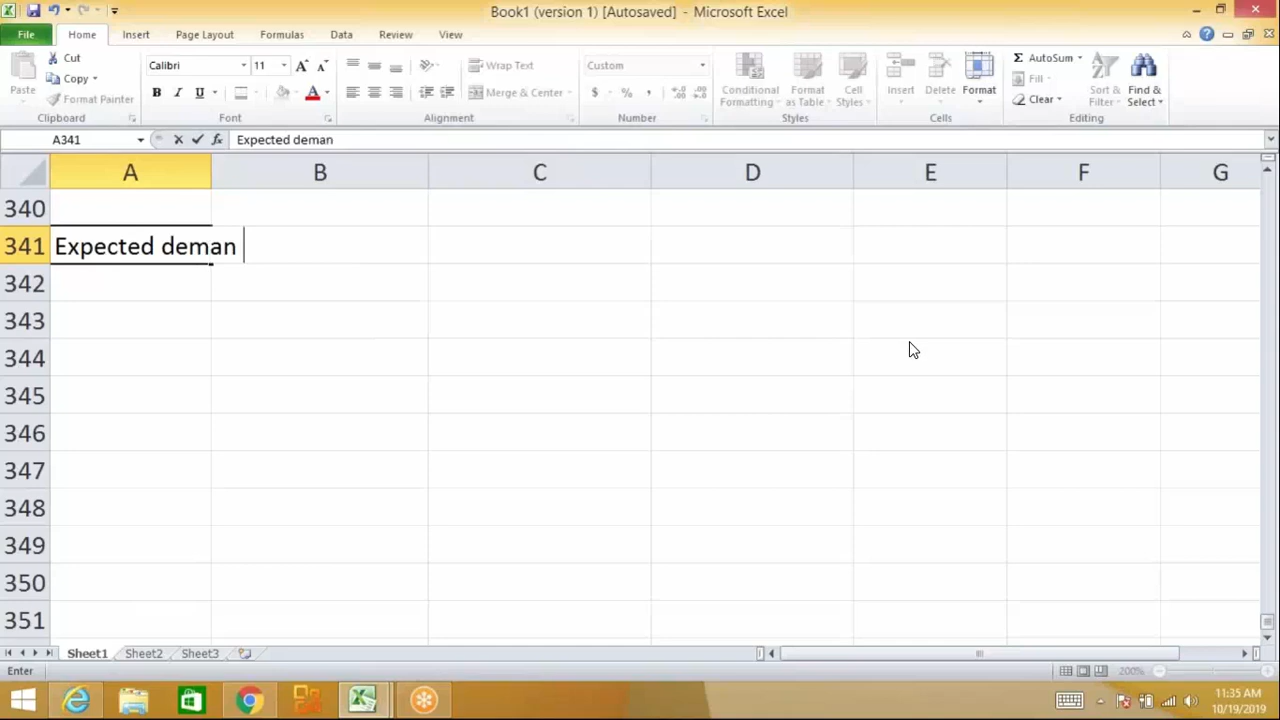 Book1 (version 1) [Autosaved] - Microsoft Excel
File Home Insert Page Layout Formulas Data Review View
Cut
Copy
Format Painter
Paste
Clipboard
Calibri 11
B I U
Font
Wrap Text
Merge & Center
Alignment
Custom
$ % ,
Number
Conditional Formatting
Format as Table
Cell Styles
Styles
Insert Delete Format
Cells
AutoSum
Fill
Clear
Sort & Filter
Find & Select
Editing
A341 fx Expected deman
A B C D E F G
340
341 Expected deman
342
343
344
345
346
347
348
349
350
351
Sheet1 Sheet2 Sheet3
Enter 200%
11:35 AM
10/19/2019